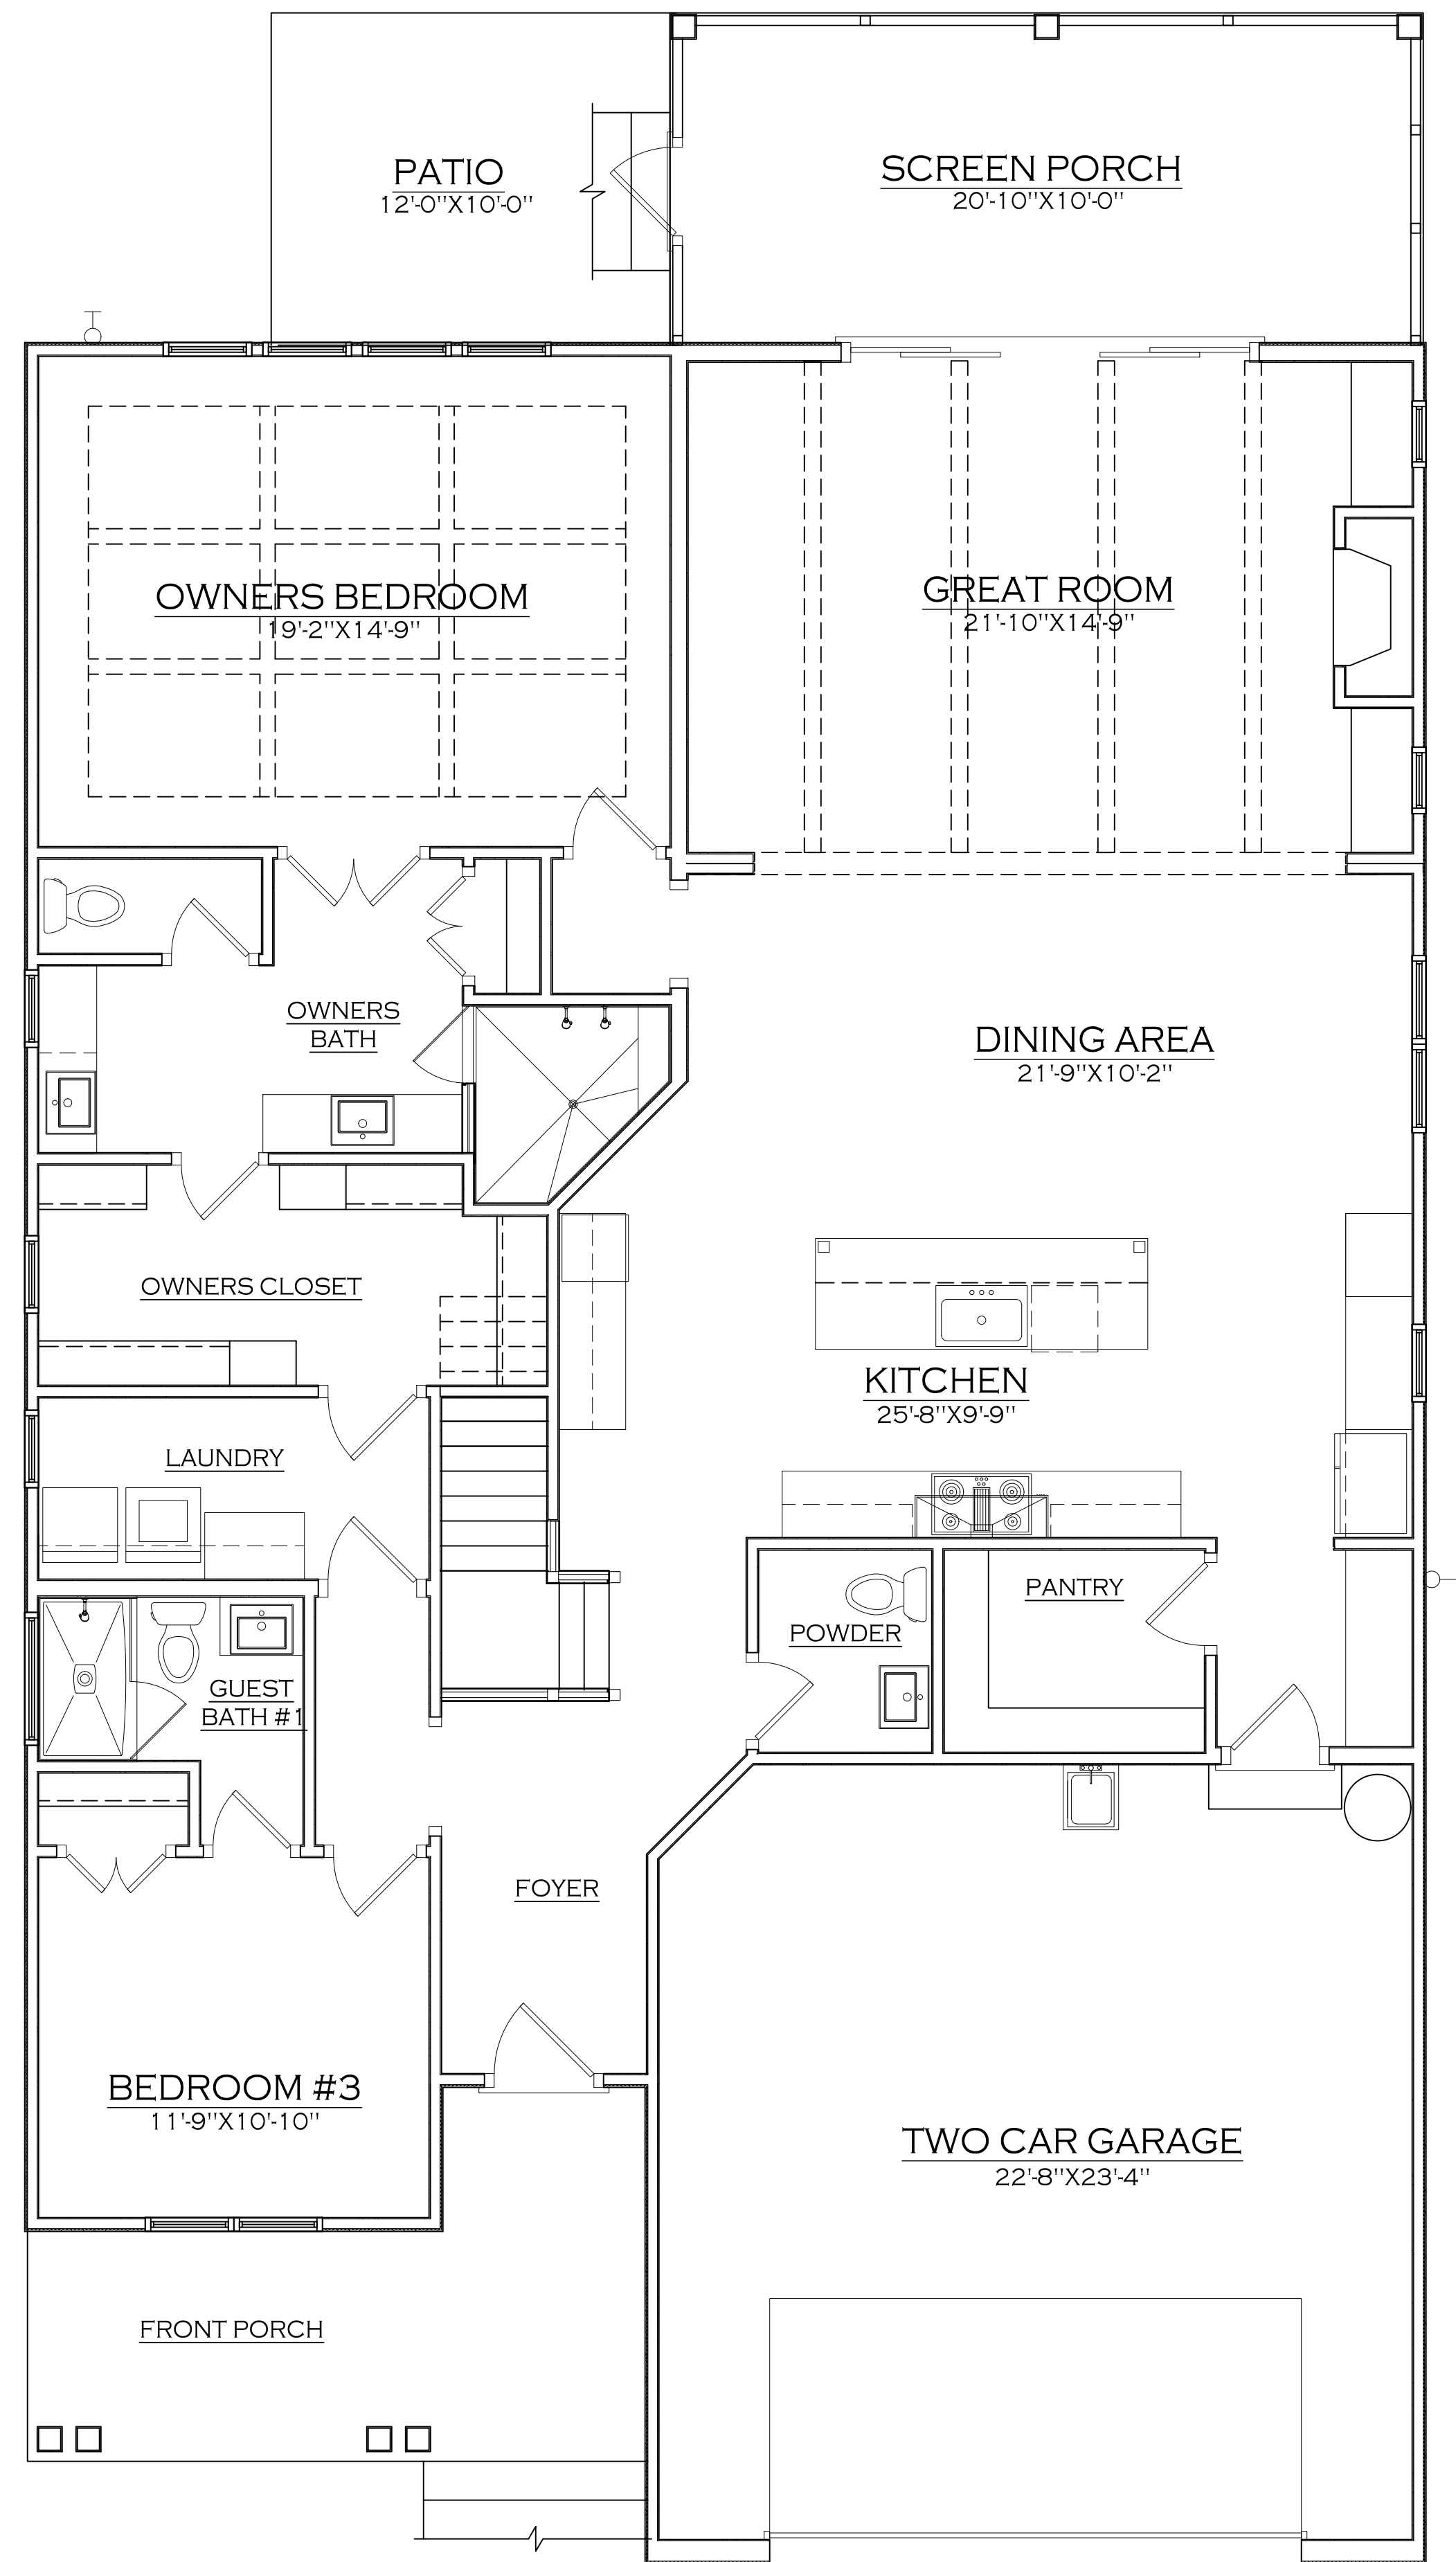 PATIO
12'-0"X10'-0"
SCREEN PORCH
20'-10"X10'-0"
OWNERS BEDROOM
19'-2"X14'-9"
GREAT ROOM
21'-10"X14'-9"
OWNERS
BATH
DINING AREA
21'-9"X10'-2"
OWNERS CLOSET
KITCHEN
25'-8"X9'-9"
LAUNDRY
PANTRY
POWDER
GUEST
BATH #1
FOYER
BEDROOM #3
11'-9"X10'-10"
TWO CAR GARAGE
22'-8"X23'-4"
FRONT PORCH